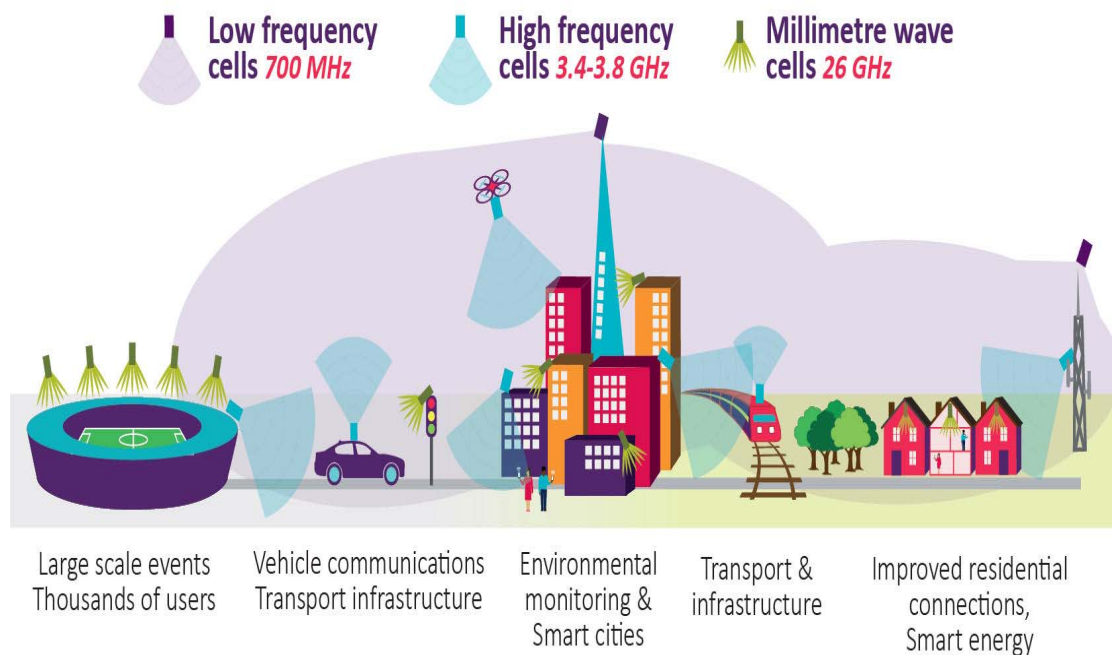 Low frequency
cells 700 MHz
High frequency
cells 3.4-3.8 GHz
Millimetre wave
cells 26 GHz
Large scale events
Thousands of users
Vehicle communications
Transport infrastructure
Environmental
monitoring &
Smart cities
Transport &
infrastructure
Improved residential
connections,
Smart energy